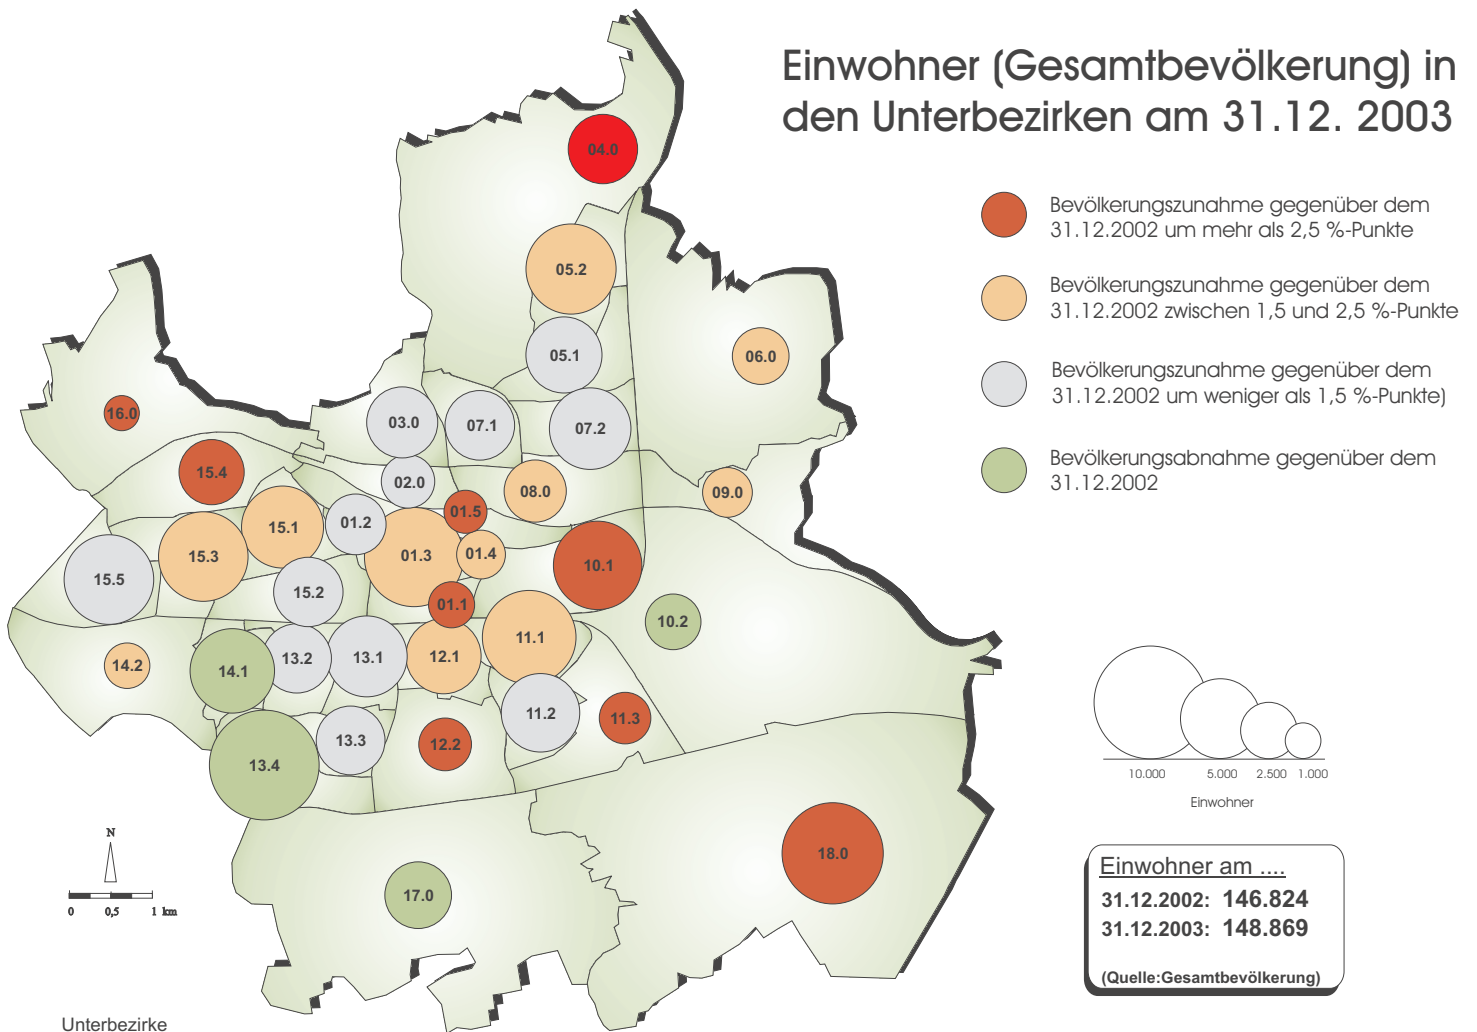 Einwohner (Gesamtbevölkerung) in
den Unterbezirken am 31.12. 2003
Bevölkerungszunahme gegenüber dem
31.12.2002 um mehr als 2,5 %-Punkte
Bevölkerungszunahme gegenüber dem
31.12.2002 zwischen 1,5 und 2,5 %-Punkte
Bevölkerungszunahme gegenüber dem
31.12.2002 um weniger als 1,5 %-Punkte)
Bevölkerungsabnahme gegenüber dem
31.12.2002
04.0
05.2
05.1
06.0
16.0
03.0
07.1
07.2
15.4
02.0
08.0
09.0
01.5
15.1
01.2
15.3
01.3
01.4
10.1
15.5
15.2
01.1
10.2
11.1
14.2
14.1
13.2
13.1
12.1
11.2
11.3
13.3
12.2
13.4
18.0
17.0
N
0 0,5 1 km
10.000 5.000 2.500 1.000
Einwohner
Einwohner am ....
31.12.2002: 146.824
31.12.2003: 148.869
(Quelle:Gesamtbevölkerung)
Unterbezirke